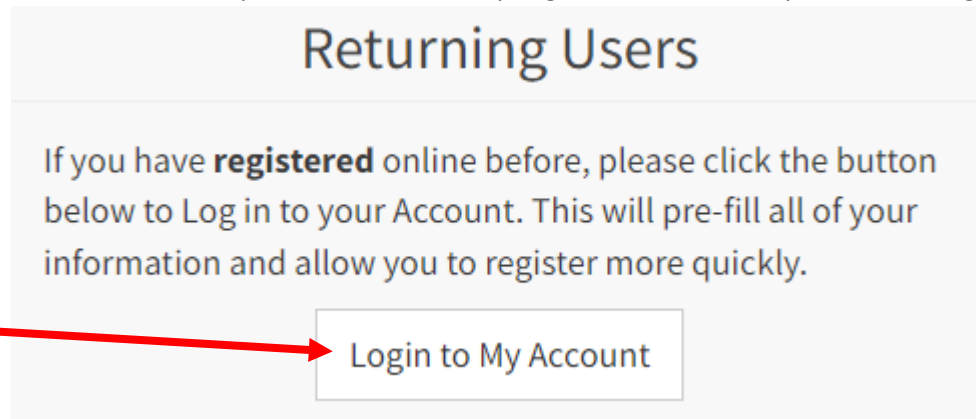 Returning Users
If you have registered online before, please click the button
below to Log in to your Account. This will pre-fill all of your
information and allow you to register more quickly.
Login to My Account